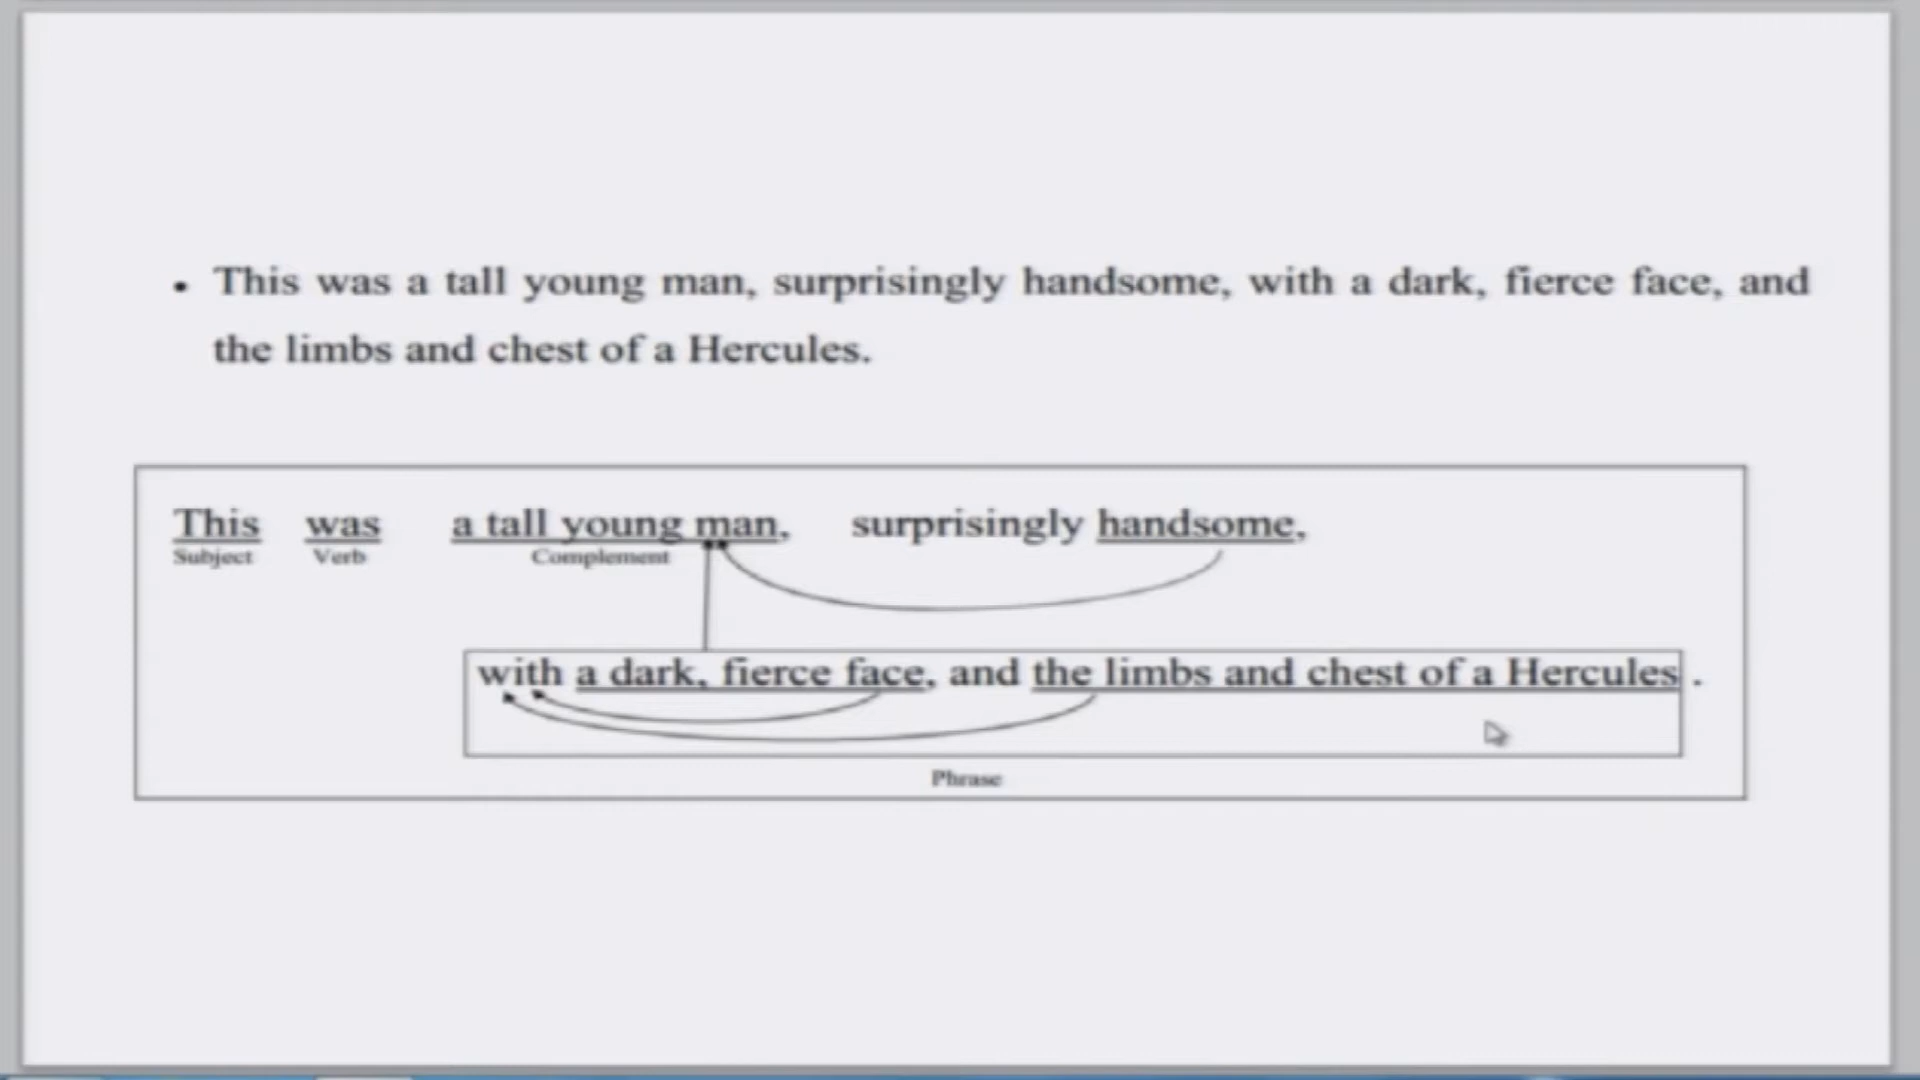 • This was a tall young man, surprisingly handsome, with a dark, fierce face, and
the limbs and chest of a Hercules.
This was a tall young man, surprisingly handsome,
Subject Verb Complement
with a dark, fierce face, and the limbs and chest of a Hercules .
Phrase